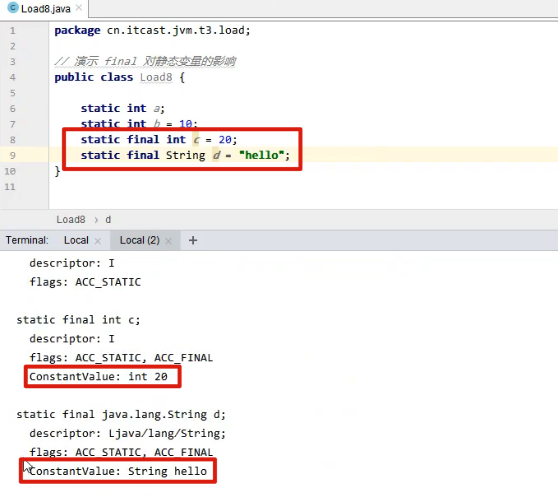 Load8.java
1 package cn.itcast.jvm.t3.load;
2
3 // 演示 final 对静态变量的影响
4 public class Load8 {
5
6 static int a;
7 static int b = 10;
8 static final int c = 20;
9 static final String d = "hello";
10 }
11
Load8 › d
Terminal: Local × Local (2) × +
descriptor: I
flags: ACC_STATIC
static final int c;
descriptor: I
flags: ACC_STATIC, ACC_FINAL
ConstantValue: int 20
static final java.lang.String d;
descriptor: Ljava/lang/String;
flags: ACC_STATIC, ACC_FINAL
ConstantValue: String hello